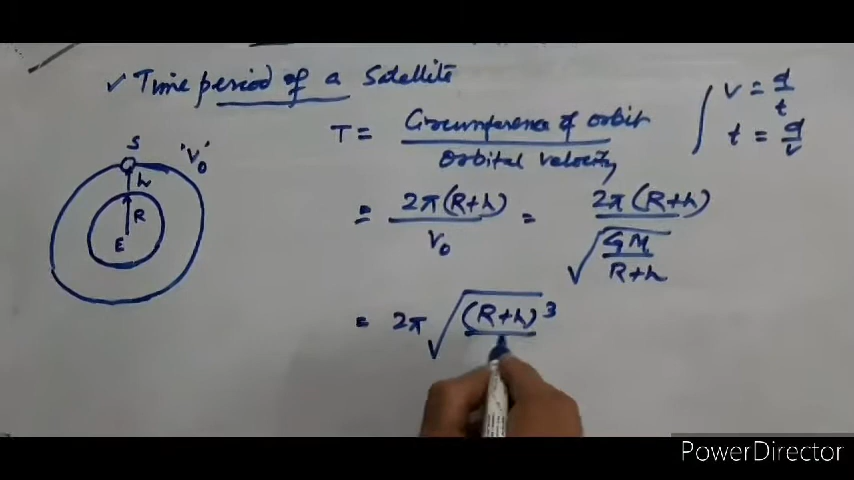 ✓ Time period of a Satellite
T = Circumference of orbit / Orbital velocity
v = d/t
t = d/v
S
'V₀'
h
R
E
= 2π(R+h) / V₀ = 2π(R+h) / √(GM / R+h)
= 2π √(R+h)³
PowerDirector